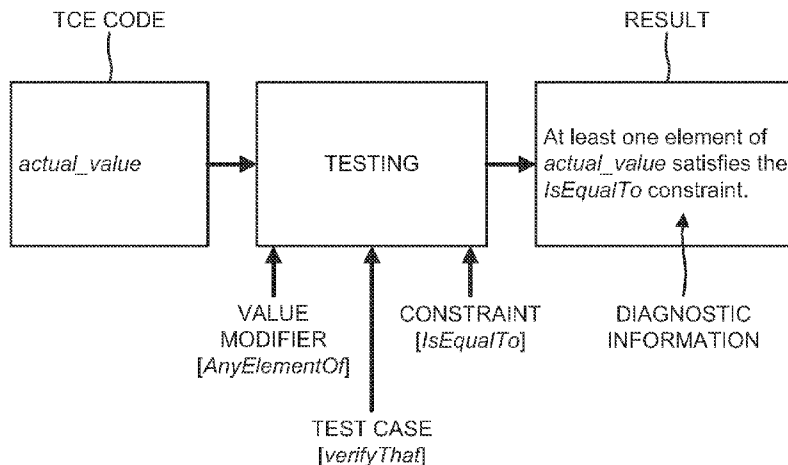 TCE CODE
RESULT
actual_value
TESTING
At least one element of
actual_value satisfies the
IsEqualTo constraint.
VALUE
MODIFIER
[AnyElementOf]
CONSTRAINT
[IsEqualTo]
DIAGNOSTIC
INFORMATION
TEST CASE
[verifyThat]